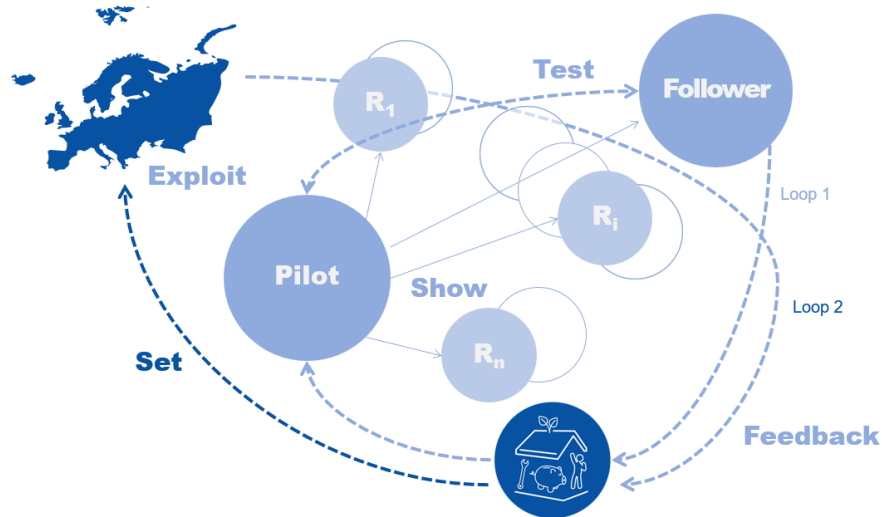 Test
Follower
R1
Exploit
Loop 1
Ri
Pilot
Show
Loop 2
Rn
Set
Feedback